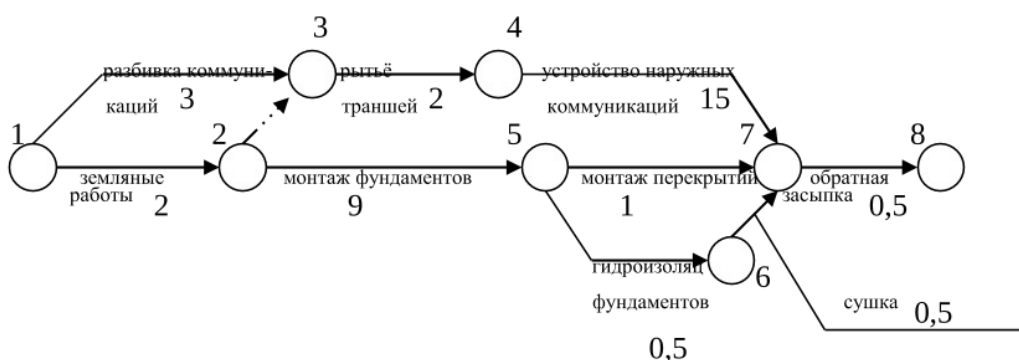 3
4
разбивка коммуни-
рытьё
устройство наружных
каций
3
траншей
2
коммуникаций
15
1
2
5
7
8
земляные
монтаж фундаментов
монтаж перекрытий
обратная
работы
2
9
1
засыпка
0,5
гидроизоляц
6
фундаментов
сушка
0,5
0,5